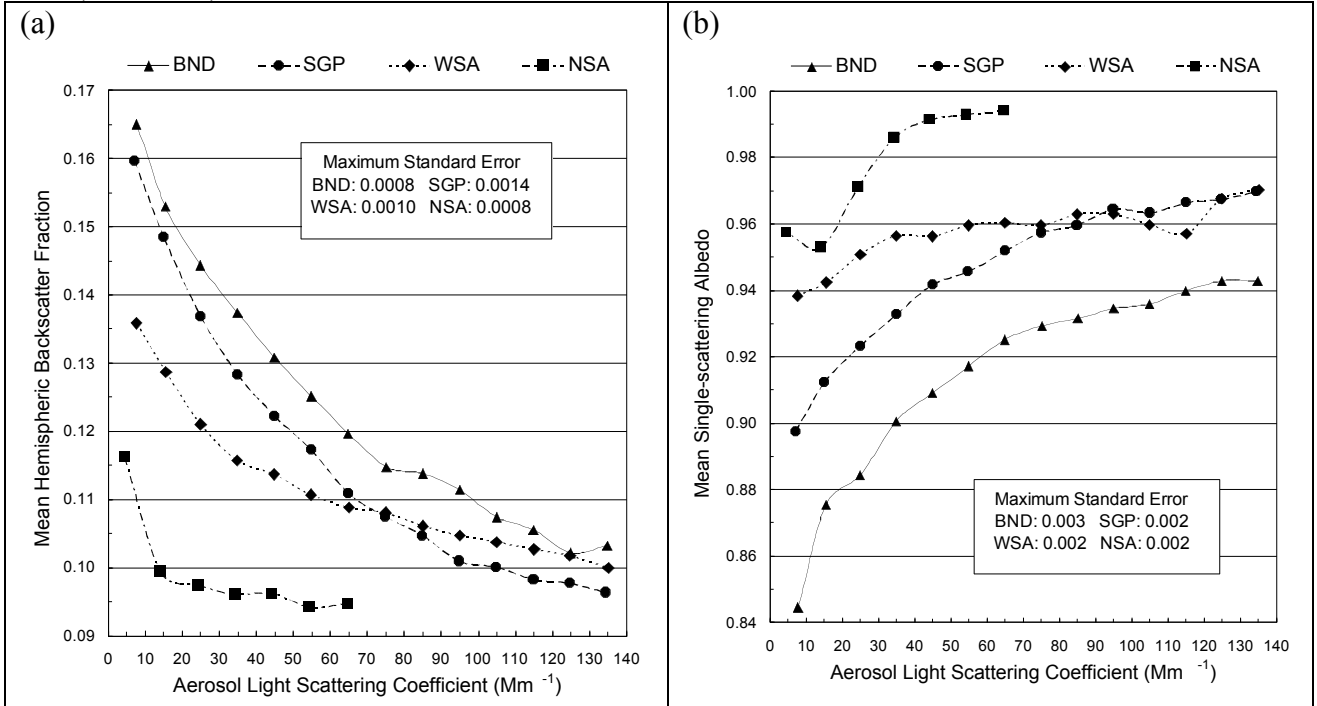 (a)
BND SGP WSA NSA
0.17
0.16
0.15
0.14
0.13
0.12
0.11
0.10
0.09
Mean Hemispheric Backscatter Fraction
Maximum Standard Error
BND: 0.0008 SGP: 0.0014
WSA: 0.0010 NSA: 0.0008
0 10 20 30 40 50 60 70 80 90 100 110 120 130 140
Aerosol Light Scattering Coefficient (Mm -1)
(b)
BND SGP WSA NSA
1.00
0.98
0.96
0.94
0.92
0.90
0.88
0.86
0.84
Mean Single-scattering Albedo
Maximum Standard Error
BND: 0.003 SGP: 0.002
WSA: 0.002 NSA: 0.002
0 10 20 30 40 50 60 70 80 90 100 110 120 130 140
Aerosol Light Scattering Coefficient (Mm -1)